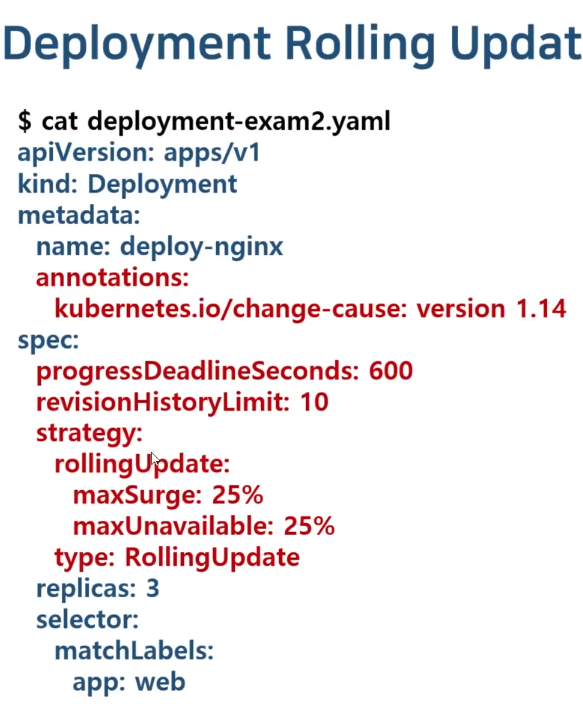 Deployment Rolling Updat
$ cat deployment-exam2.yaml
apiVersion: apps/v1
kind: Deployment
metadata:
  name: deploy-nginx
  annotations:
    kubernetes.io/change-cause: version 1.14
spec:
  progressDeadlineSeconds: 600
  revisionHistoryLimit: 10
  strategy:
    rollingUpdate:
      maxSurge: 25%
      maxUnavailable: 25%
    type: RollingUpdate
  replicas: 3
  selector:
    matchLabels:
      app: web